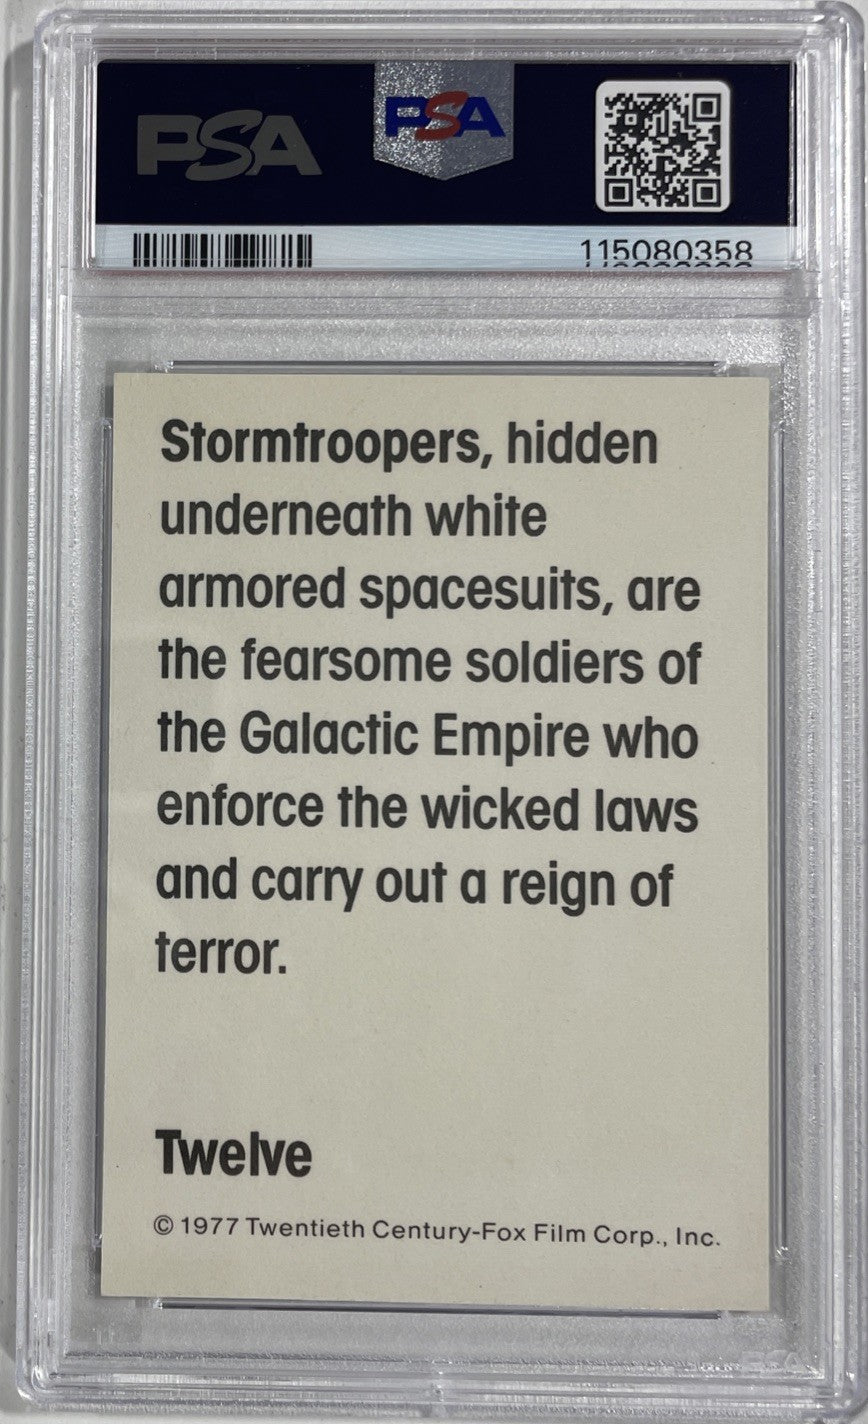 PSA
PSA
115080358
Stormtroopers, hidden
underneath white
armored spacesuits, are
the fearsome soldiers of
the Galactic Empire who
enforce the wicked laws
and carry out a reign of
terror.
Twelve
© 1977 Twentieth Century-Fox Film Corp., Inc.
PSA